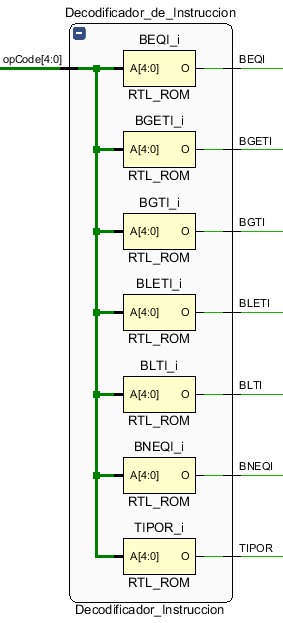 Decodificador_de_Instruccion
BEQI_i
opCode[4:0]
A[4:0] O
BEQI
RTL_ROM
BGETI_i
A[4:0] O
BGETI
RTL_ROM
BGTI_i
A[4:0] O
BGTI
RTL_ROM
BLETI_i
A[4:0] O
BLETI
RTL_ROM
BLTI_i
A[4:0] O
BLTI
RTL_ROM
BNEQI_i
A[4:0] O
BNEQI
RTL_ROM
TIPOR_i
A[4:0] O
TIPOR
RTL_ROM
Decodificador_Instruccion